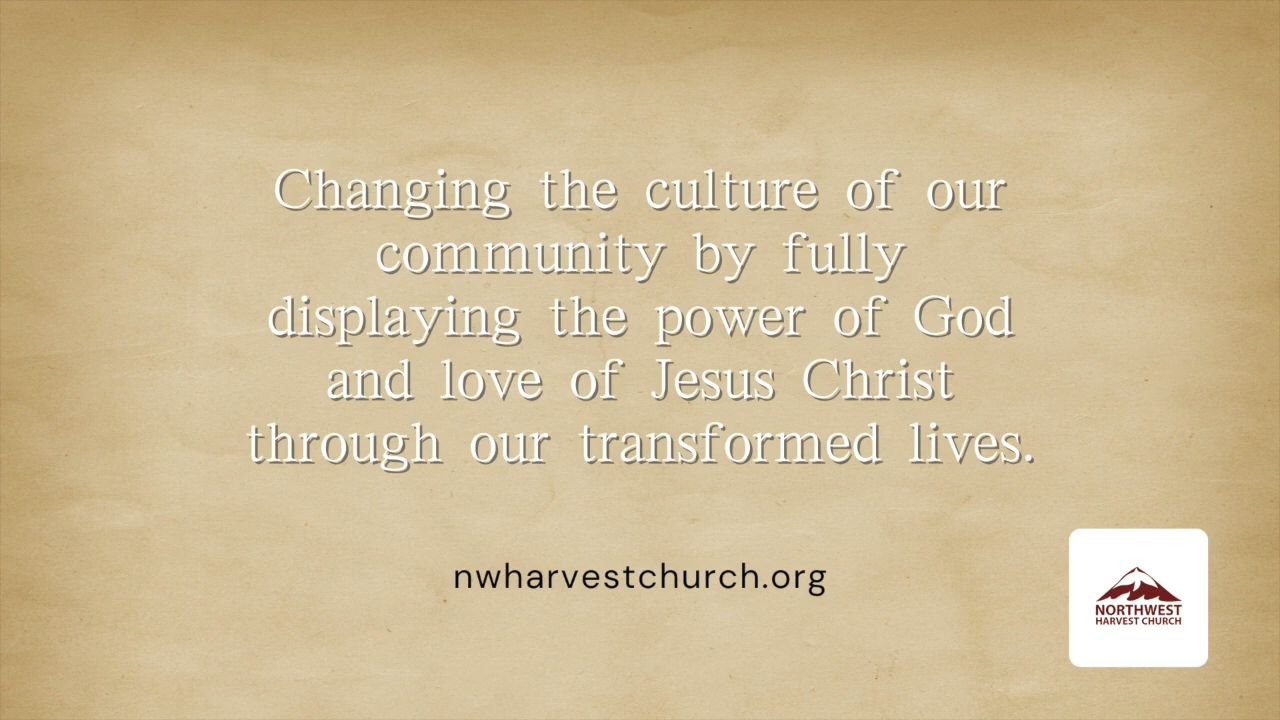 Changing the culture of our
community by fully
displaying the power of God
and love of Jesus Christ
through our transformed lives.
nwharvestchurch.org
NORTHWEST
HARVEST CHURCH